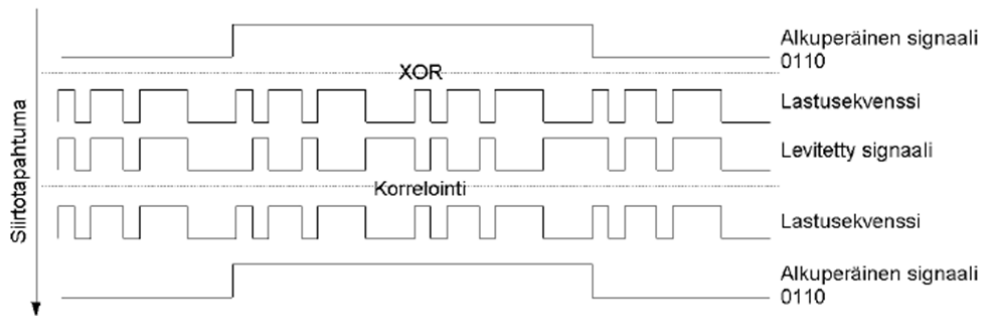 Alkuperäinen signaali
0110
XOR
Lastusekvenssi
Levitetty signaali
Korrelointi
Lastusekvenssi
Alkuperäinen signaali
0110
Siirtotapahtuma